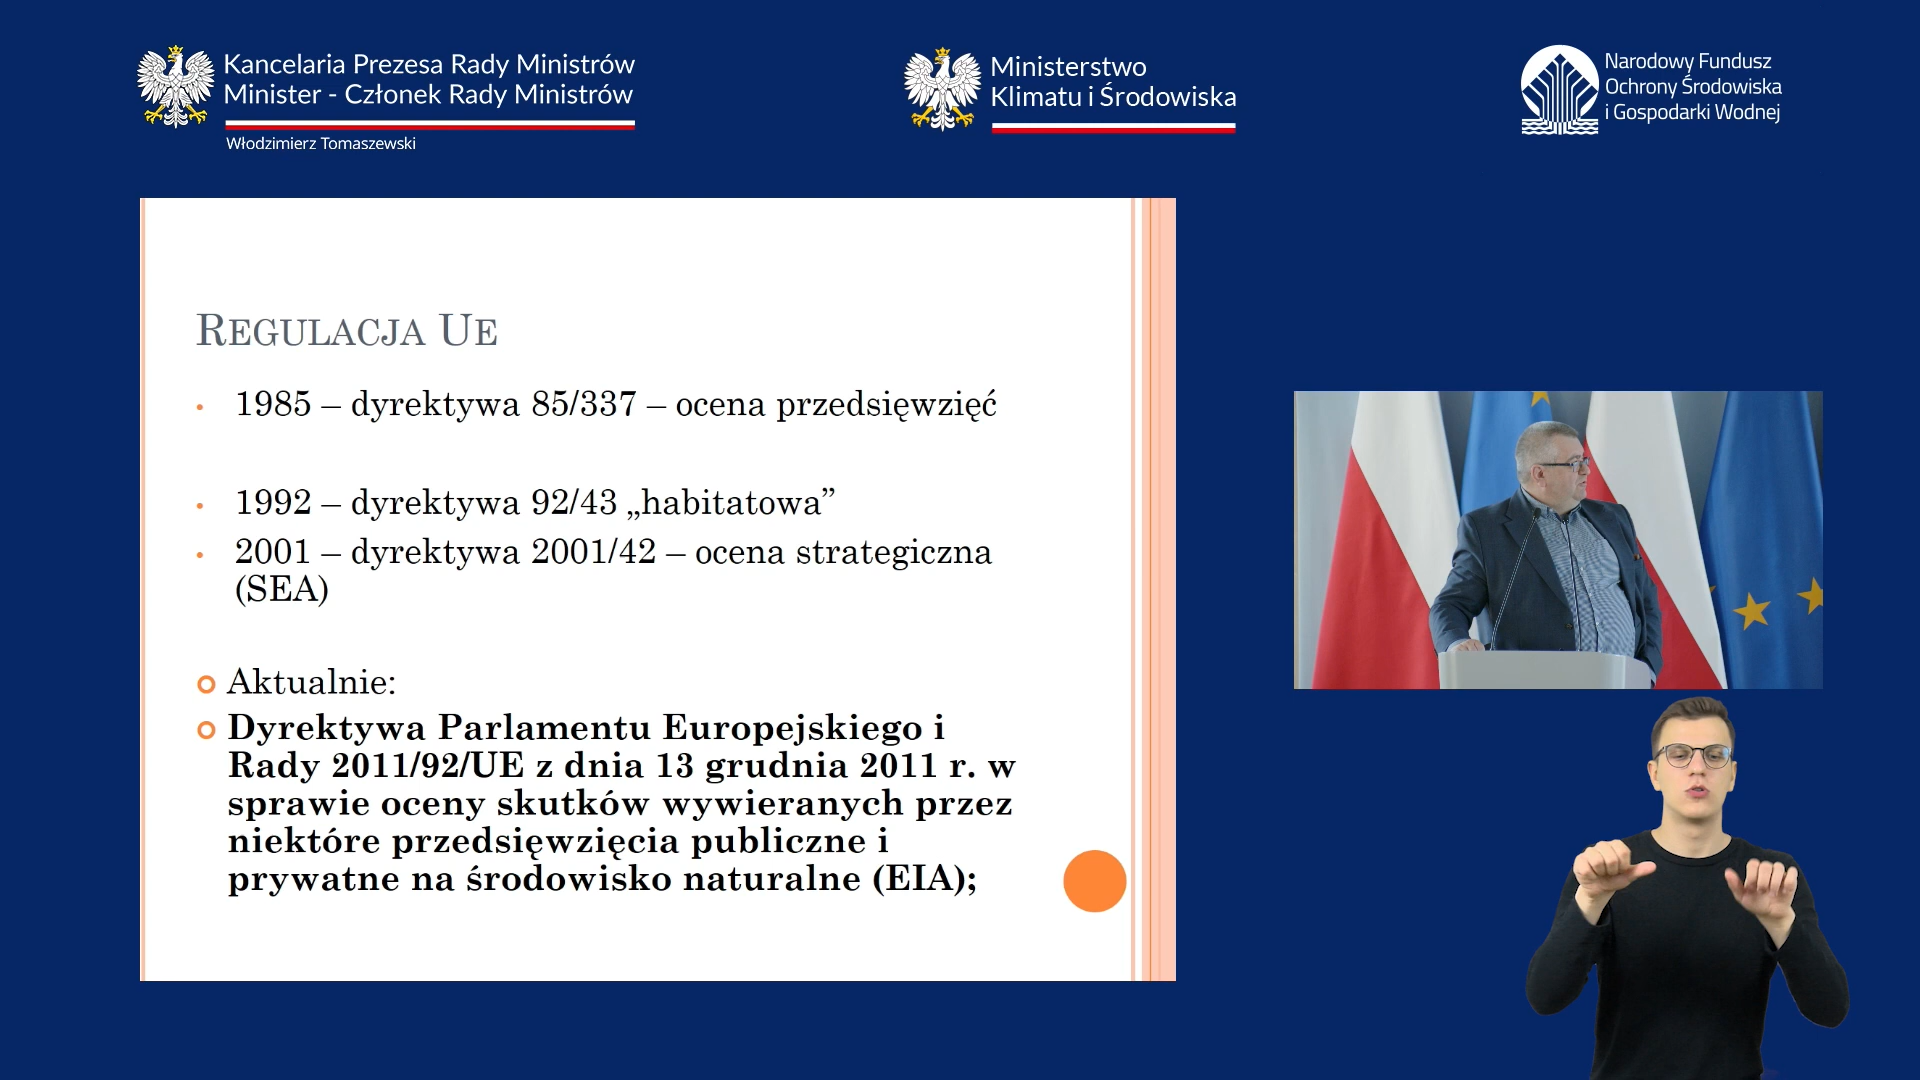 Kancelaria Prezesa Rady Ministrów
Minister - Członek Rady Ministrów
Włodzimierz Tomaszewski
Ministerstwo
Klimatu i Środowiska
Narodowy Fundusz
Ochrony Środowiska
i Gospodarki Wodnej
REGULACJA UE
• 1985 – dyrektywa 85/337 – ocena przedsięwzięć
• 1992 – dyrektywa 92/43 „habitatowa”
• 2001 – dyrektywa 2001/42 – ocena strategiczna
(SEA)
Aktualnie:
Dyrektywa Parlamentu Europejskiego i
Rady 2011/92/UE z dnia 13 grudnia 2011 r. w
sprawie oceny skutków wywieranych przez
niektóre przedsięwzięcia publiczne i
prywatne na środowisko naturalne (EIA);